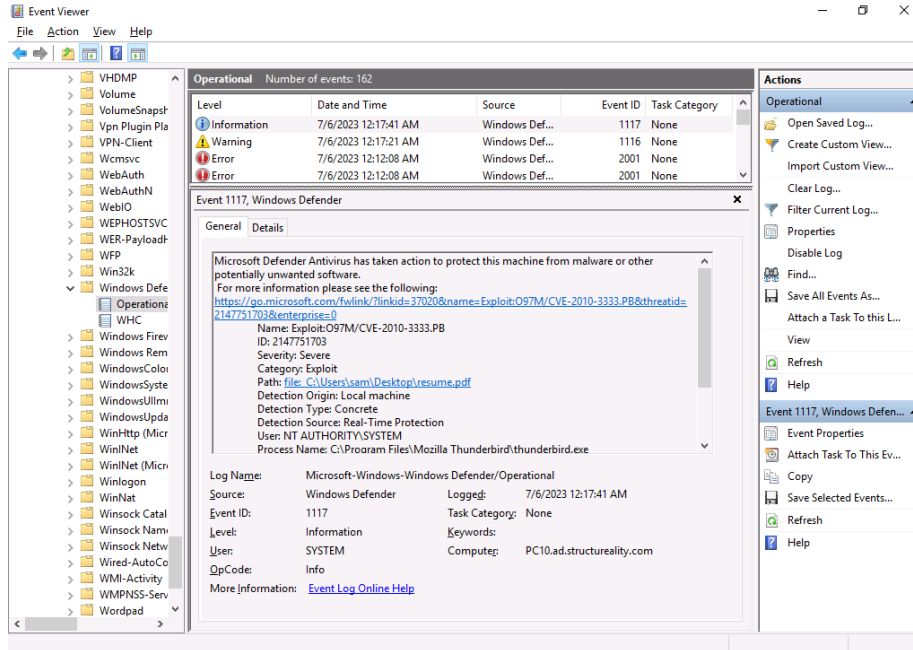 Event Viewer
File Action View Help
VHDMP
Volume
VolumeSnapsh
Vpn Plugin Pla
VPN-Client
Wcmsvc
WebAuth
WebAuthN
WebIO
WEPHOSTSVC
WER-PayloadH
WFP
Win32k
Windows Defe
Operationa
WHC
Windows Firew
Windows Rem
WindowsColor
WindowsSyste
WindowsUIImr
WindowsUpda
WinHttp (Micr
WinINet
WinINet (Micro
Winlogon
WinNat
Winsock Catal
Winsock Name
Winsock Netw
Wired-AutoCo
WMI-Activity
WMPNSS-Serv
Wordpad
Operational Number of events: 162
Level Date and Time Source Event ID Task Category
Information 7/6/2023 12:17:41 AM Windows Def... 1117 None
Warning 7/6/2023 12:17:21 AM Windows Def... 1116 None
Error 7/6/2023 12:12:08 AM Windows Def... 2001 None
Error 7/6/2023 12:12:08 AM Windows Def... 2001 None
Event 1117, Windows Defender
General Details
Microsoft Defender Antivirus has taken action to protect this machine from malware or other
potentially unwanted software.
For more information please see the following:
https://go.microsoft.com/fwlink/?linkid=37020&name=Exploit:O97M/CVE-2010-3333.PB&threatid=
2147751703&enterprise=0
Name: Exploit:O97M/CVE-2010-3333.PB
ID: 2147751703
Severity: Severe
Category: Exploit
Path: file:_C:\Users\sam\Desktop\resume.pdf
Detection Origin: Local machine
Detection Type: Concrete
Detection Source: Real-Time Protection
User: NT AUTHORITY\SYSTEM
Process Name: C:\Program Files\Mozilla Thunderbird\thunderbird.exe
Log Name: Microsoft-Windows-Windows Defender/Operational
Source: Windows Defender Logged: 7/6/2023 12:17:41 AM
Event ID: 1117 Task Category: None
Level: Information Keywords:
User: SYSTEM Computer: PC10.ad.structureality.com
OpCode: Info
More Information: Event Log Online Help
Actions
Operational
Open Saved Log...
Create Custom View...
Import Custom View...
Clear Log...
Filter Current Log...
Properties
Disable Log
Find...
Save All Events As...
Attach a Task To this L...
View
Refresh
Help
Event 1117, Windows Defen...
Event Properties
Attach Task To This Ev...
Copy
Save Selected Events...
Refresh
Help